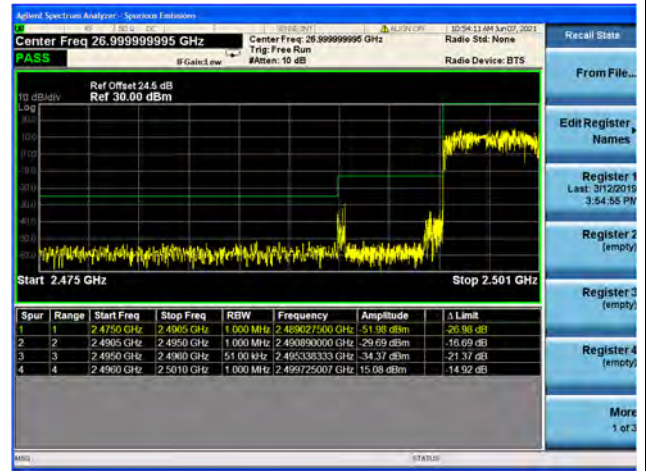 Agilent Spectrum Analyzer - Spurious Emissions
10:54:11 AM Jun 07, 2021
Center Freq 26.999999995 GHz
Center Freq: 26.999999995 GHz
Radio Std: None
Trig: Free Run
PASS
IFGain:Low
#Atten: 10 dB
Radio Device: BTS
Ref Offset 24.5 dB
10 dB/div
Ref 30.00 dBm
Log
Start 2.475 GHz
Stop 2.501 GHz
Spur Range Start Freq Stop Freq RBW Frequency Amplitude Δ Limit
1 1 2.4750 GHz 2.4905 GHz 1.000 MHz 2.489027500 GHz -51.98 dBm -26.98 dB
2 2 2.4905 GHz 2.4950 GHz 1.000 MHz 2.490890000 GHz -29.69 dBm -16.69 dB
3 3 2.4950 GHz 2.4960 GHz 51.00 kHz 2.495338333 GHz -34.37 dBm -21.37 dB
4 4 2.4960 GHz 2.5010 GHz 1.000 MHz 2.499725007 GHz 15.08 dBm -14.92 dB
MSG
STATUS
Recall State
From File...
Edit Register
Names
Register 1
Last: 3/12/2019
3:54:55 PM
Register 2
(empty)
Register 3
(empty)
Register 4
(empty)
More
1 of 3